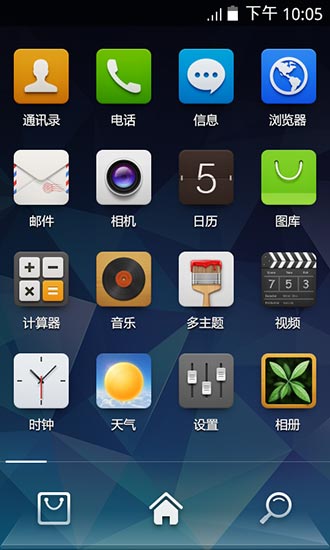 下午 10:05
通讯录 电话 信息 浏览器
5
邮件 相机 日历 图库
7 5 3
计算器 音乐 多主题 视频
时钟 天气 设置 相册